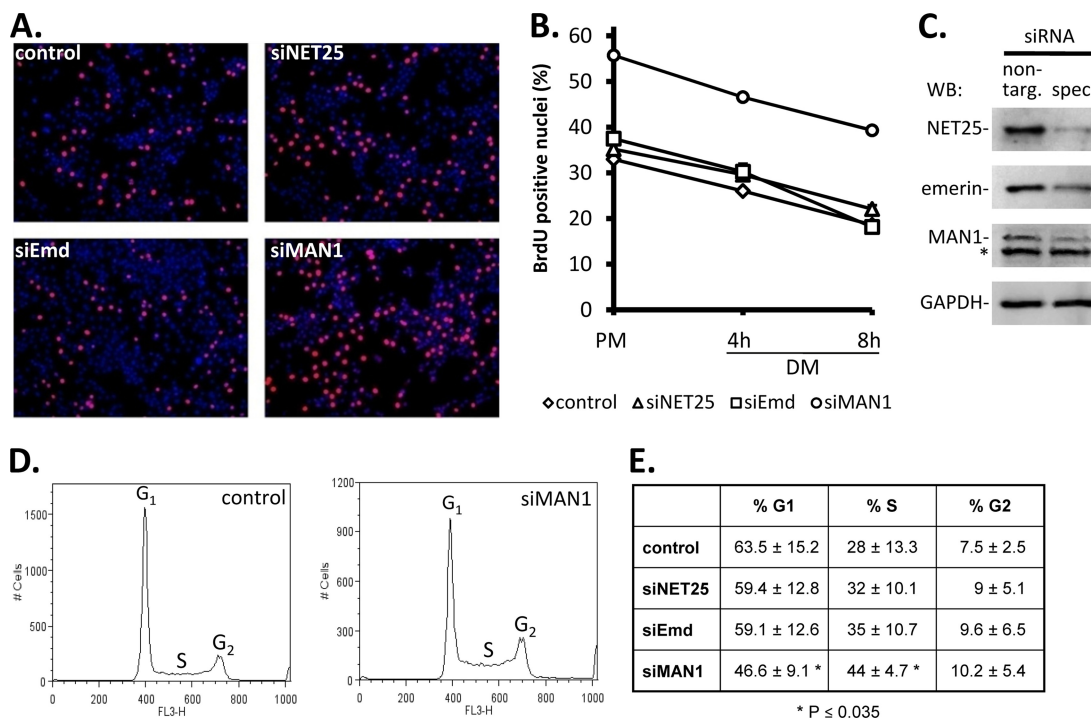 A.
control
siNET25
siEmd
siMAN1
B.
BrdU positive nuclei (%)
60
50
40
30
20
10
0
PM
4h
8h
DM
control siNET25 siEmd siMAN1
C.
siRNA
non-
targ. spec
WB:
NET25-
emerin-
MAN1-
*
GAPDH-
D.
control
G1
S
G2
# Cells
1500
1000
500
0
0 200 400 600 800 1000
FL3-H
siMAN1
G1
S
G2
# Cells
1200
900
600
300
0
0 200 400 600 800 1000
FL3-H
E.
% G1 % S % G2
control 63.5 ± 15.2 28 ± 13.3 7.5 ± 2.5
siNET25 59.4 ± 12.8 32 ± 10.1 9 ± 5.1
siEmd 59.1 ± 12.6 35 ± 10.7 9.6 ± 6.5
siMAN1 46.6 ± 9.1 * 44 ± 4.7 * 10.2 ± 5.4
* P ≤ 0.035